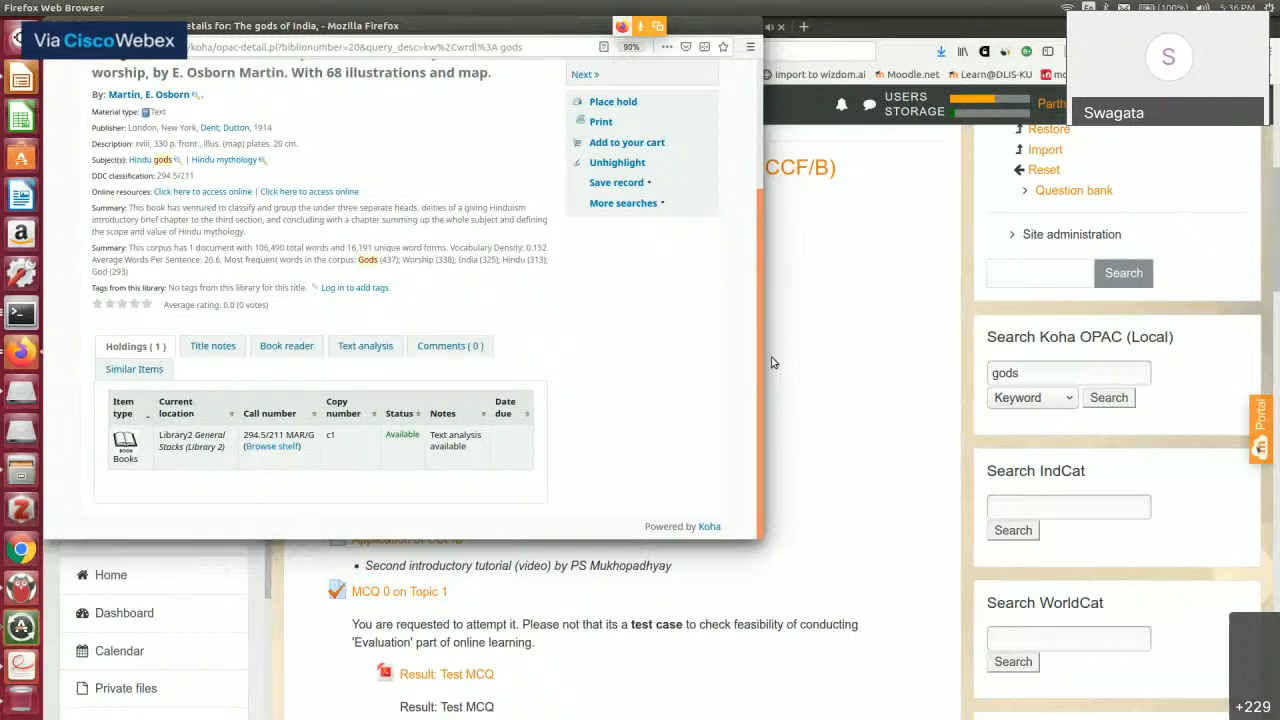 Firefox Web Browser
5:36 PM
Via CiscoWebex
etails for: The gods of India, - Mozilla Firefox
/koha/opac-detail.pl?biblionumber=20&query_desc=kw%2Cwrdl%3A gods
90%
worship, by E. Osborn Martin. With 68 illustrations and map.
By: Martin, E. Osborn.
Material type: Text
Publisher: London, New York, Dent; Dutton, 1914
Description: xviii, 330 p. front., illus. (map) plates. 20 cm.
Subject(s): Hindu gods | Hindu mythology
DDC classification: 294.5/211
Online resources: Click here to access online | Click here to access online
Summary: This book has ventured to classify and group the under three separate heads, deities of a giving Hinduism
introductory brief chapter to the third section, and concluding with a chapter summing up the whole subject and defining
the scope and value of Hindu mythology.
Summary: This corpus has 1 document with 106,490 total words and 16,191 unique word forms. Vocabulary Density: 0.152.
Average Words Per Sentence: 26.6. Most frequent words in the corpus: Gods (437); Worship (338); India (325); Hindu (313);
God (293)
Tags from this library: No tags from this library for this title. Log in to add tags.
Average rating: 0.0 (0 votes)
Next »
Place hold
Print
Add to your cart
Unhighlight
Save record
More searches
Holdings ( 1 )
Title notes
Book reader
Text analysis
Comments ( 0 )
Similar Items
Item type
Current location
Call number
Copy number
Status
Notes
Date due
BOOK
Books
Library2 General Stacks (Library 2)
294.5/211 MAR/G (Browse shelf)
c1
Available
Text analysis available
Powered by Koha
Import to wizdom.ai
Moodle.net
Learn@DLIS-KU
USERS
STORAGE
Parth
S
Swagata
CCF/B)
Restore
Import
Reset
Question bank
Site administration
Search
Search Koha OPAC (Local)
gods
Keyword
Search
Portal
Search IndCat
Search
Search WorldCat
Search
+229
Home
Dashboard
Calendar
Private files
Second introductory tutorial (video) by PS Mukhopadhyay
MCQ 0 on Topic 1
You are requested to attempt it. Please not that its a test case to check feasibility of conducting
'Evaluation' part of online learning.
Result: Test MCQ
Result: Test MCQ